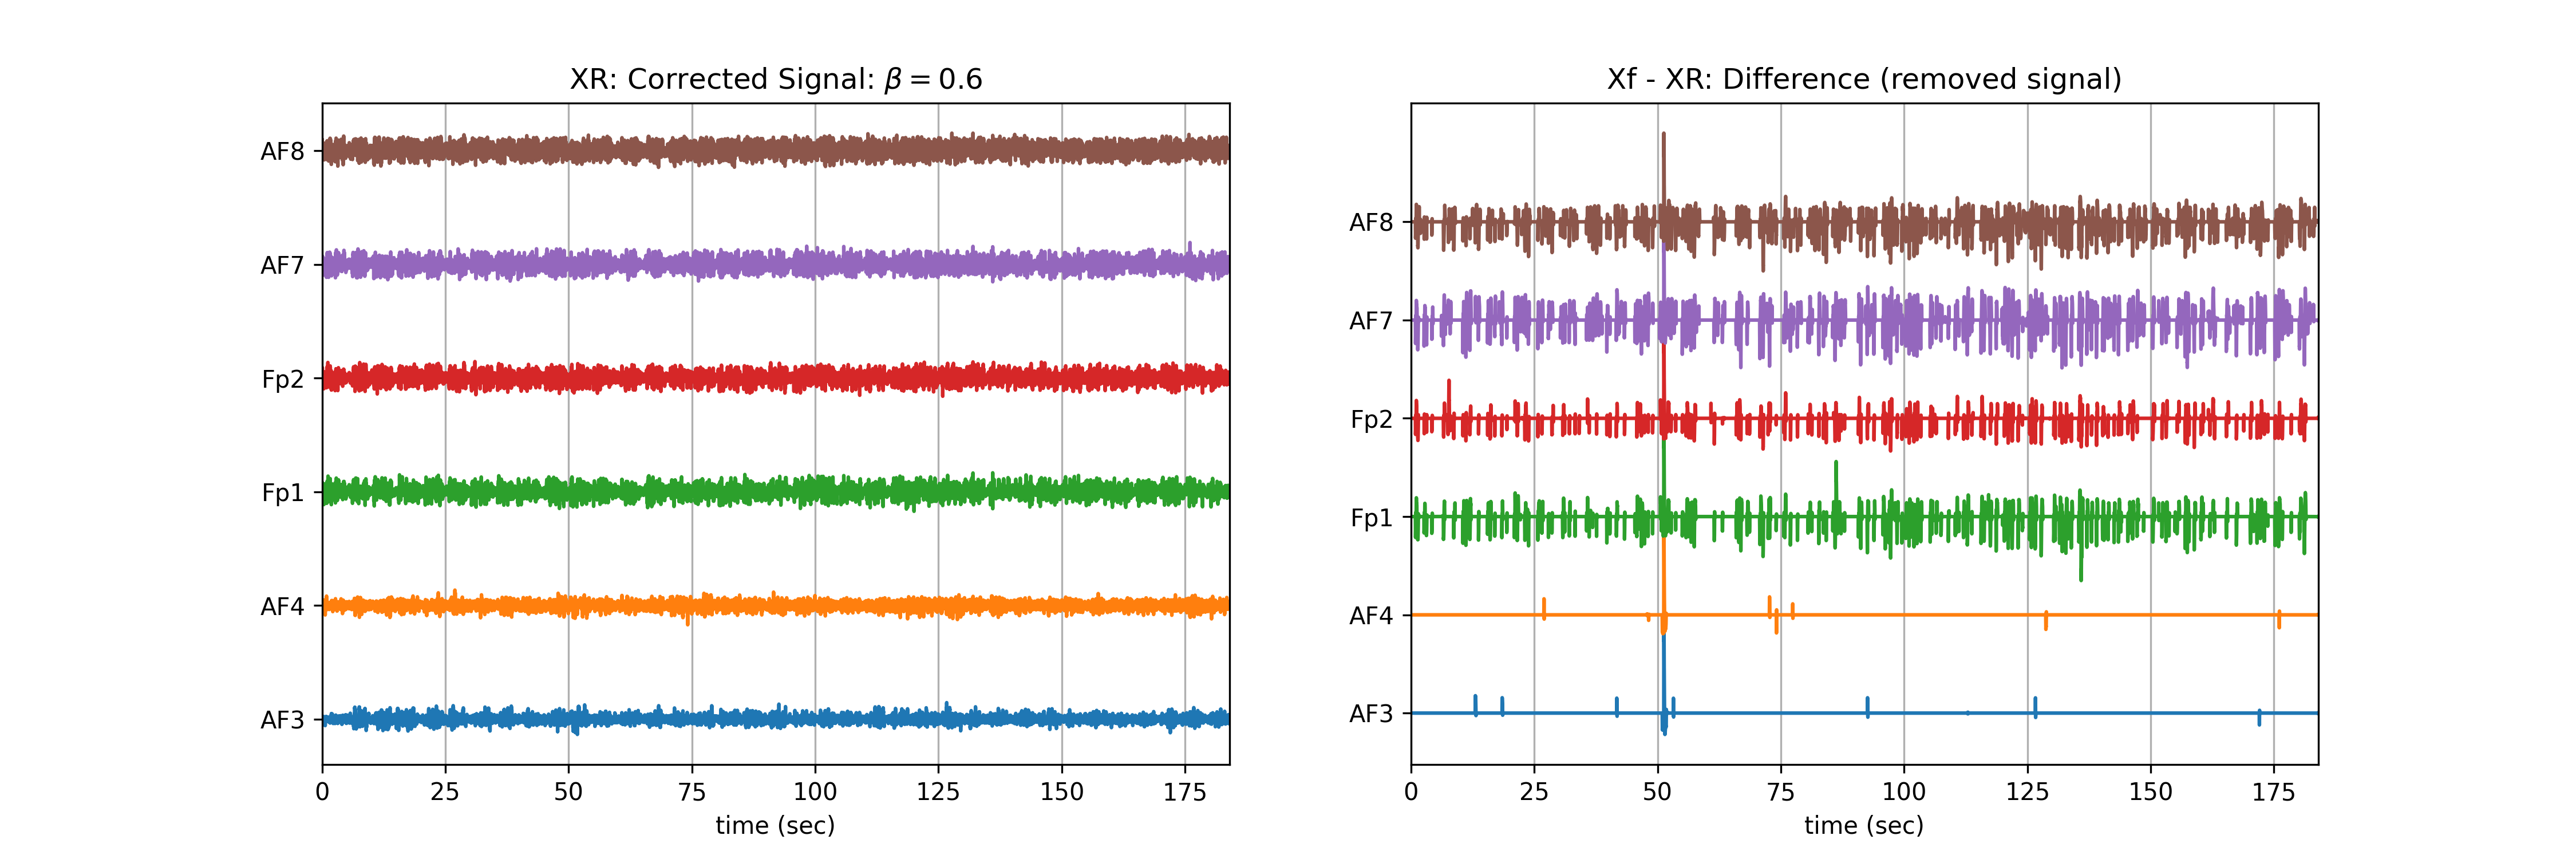 XR: Corrected Signal: β = 0.6
AF8
AF7
Fp2
Fp1
AF4
AF3
0 25 50 75 100 125 150 175
time (sec)
Xf - XR: Difference (removed signal)
AF8
AF7
Fp2
Fp1
AF4
AF3
0 25 50 75 100 125 150 175
time (sec)